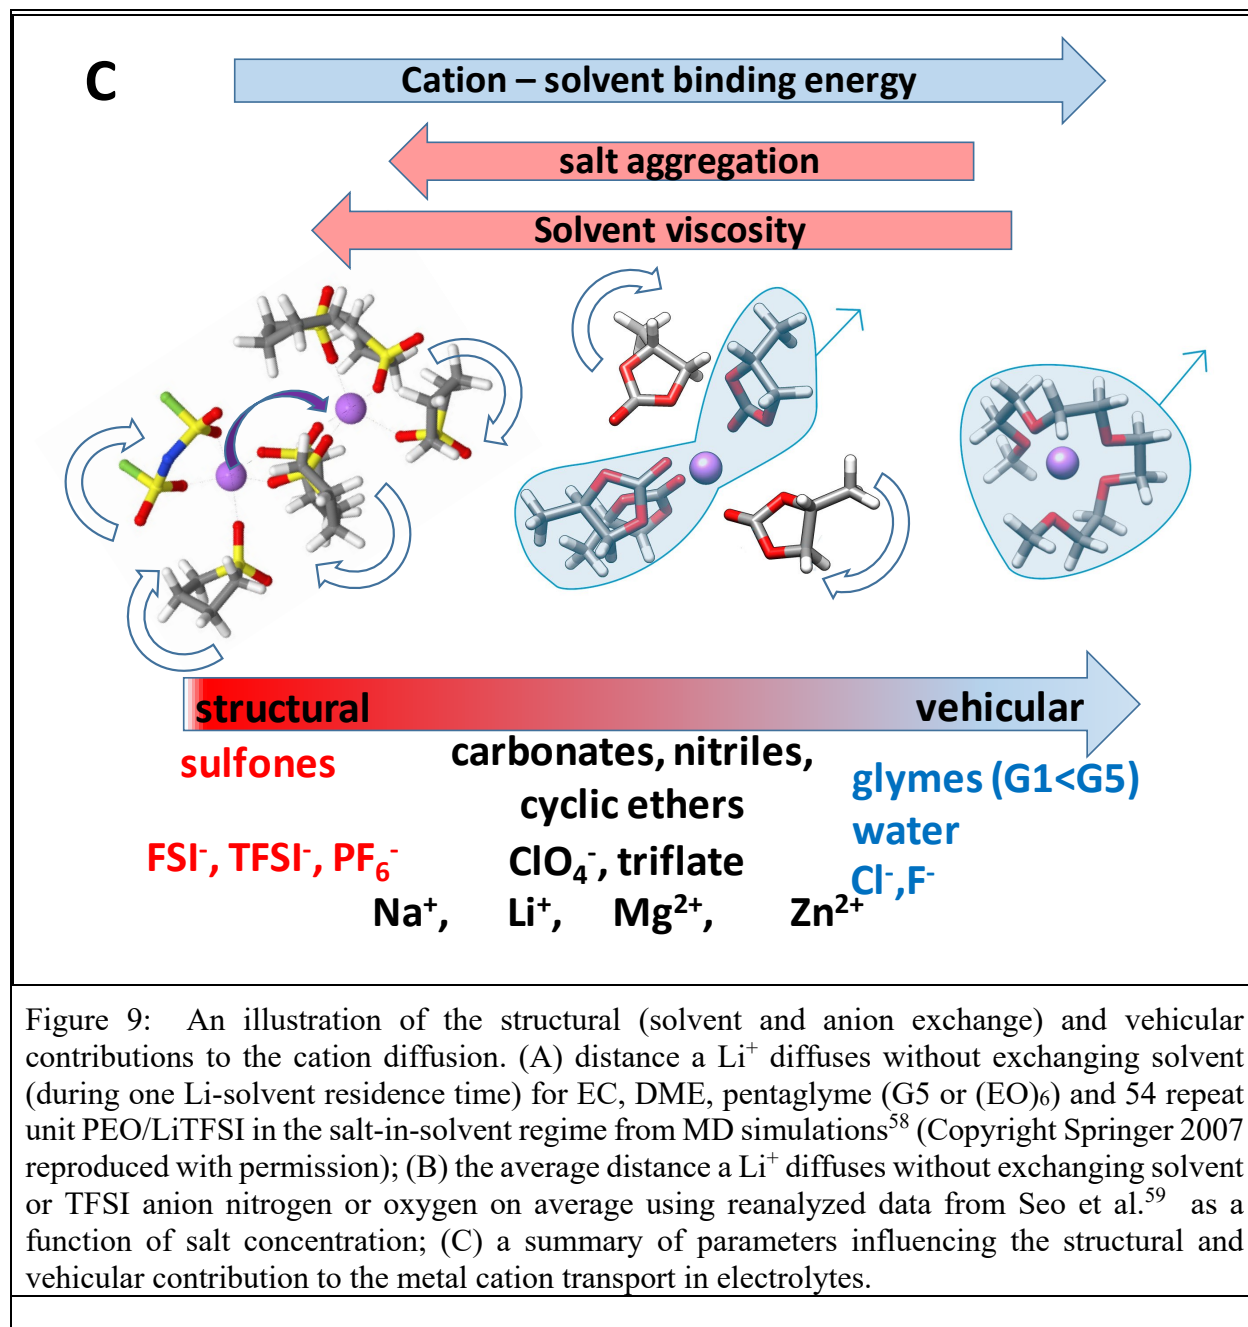 C
Cation – solvent binding energy
salt aggregation
Solvent viscosity
structural
vehicular
sulfones
carbonates, nitriles,
cyclic ethers
glymes (G1<G5)
water
FSI⁻, TFSI⁻, PF₆⁻
ClO₄⁻, triflate
Cl⁻,F⁻
Na⁺, Li⁺, Mg²⁺, Zn²⁺
Figure 9: An illustration of the structural (solvent and anion exchange) and vehicular
contributions to the cation diffusion. (A) distance a Li⁺ diffuses without exchanging solvent
(during one Li-solvent residence time) for EC, DME, pentaglyme (G5 or (EO)₆) and 54 repeat
unit PEO/LiTFSI in the salt-in-solvent regime from MD simulations⁵⁸ (Copyright Springer 2007
reproduced with permission); (B) the average distance a Li⁺ diffuses without exchanging solvent
or TFSI anion nitrogen or oxygen on average using reanalyzed data from Seo et al.⁵⁹ as a
function of salt concentration; (C) a summary of parameters influencing the structural and
vehicular contribution to the metal cation transport in electrolytes.